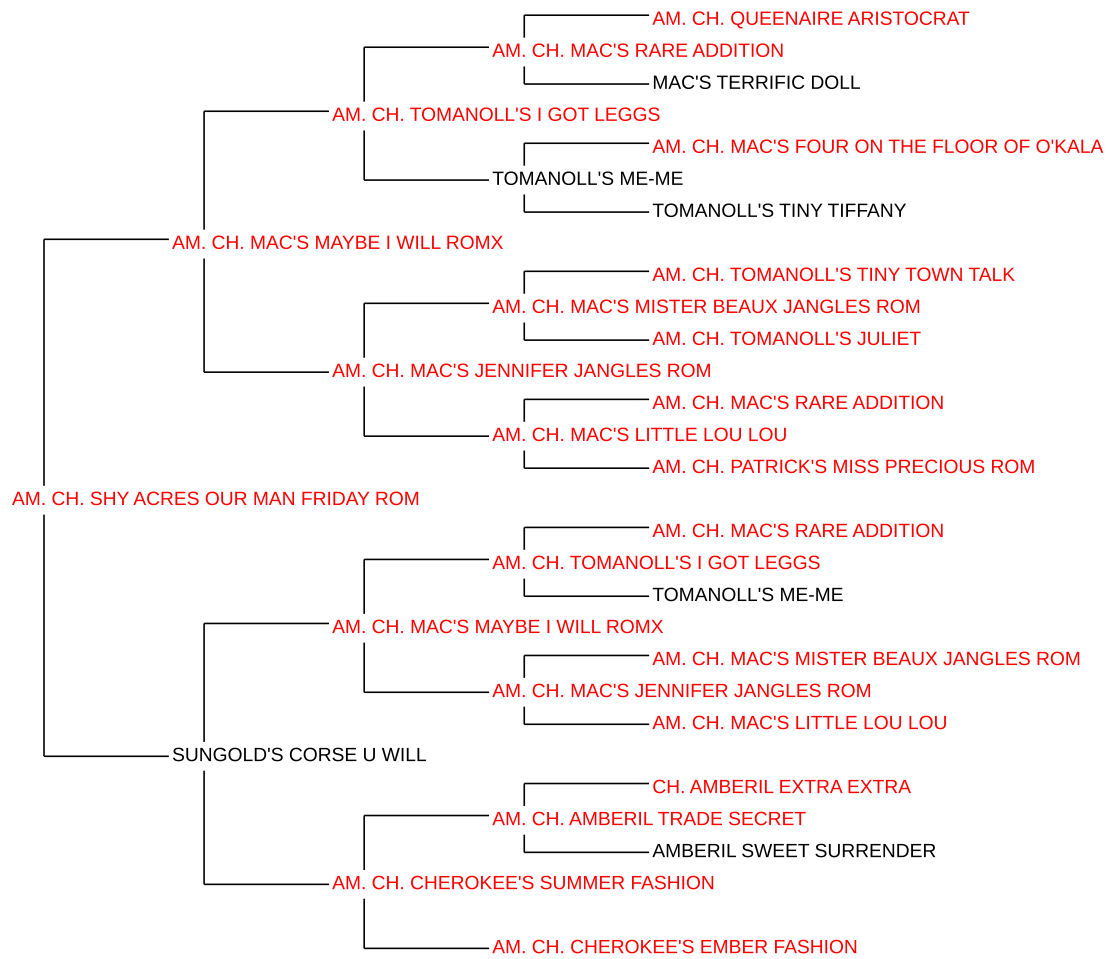 AM. CH. QUEENAIRE ARISTOCRAT
AM. CH. MAC'S RARE ADDITION
MAC'S TERRIFIC DOLL
AM. CH. TOMANOLL'S I GOT LEGGS
AM. CH. MAC'S FOUR ON THE FLOOR OF O'KALA
TOMANOLL'S ME-ME
TOMANOLL'S TINY TIFFANY
AM. CH. MAC'S MAYBE I WILL ROMX
AM. CH. TOMANOLL'S TINY TOWN TALK
AM. CH. MAC'S MISTER BEAUX JANGLES ROM
AM. CH. TOMANOLL'S JULIET
AM. CH. MAC'S JENNIFER JANGLES ROM
AM. CH. MAC'S RARE ADDITION
AM. CH. MAC'S LITTLE LOU LOU
AM. CH. PATRICK'S MISS PRECIOUS ROM
AM. CH. SHY ACRES OUR MAN FRIDAY ROM
AM. CH. MAC'S RARE ADDITION
AM. CH. TOMANOLL'S I GOT LEGGS
TOMANOLL'S ME-ME
AM. CH. MAC'S MAYBE I WILL ROMX
AM. CH. MAC'S MISTER BEAUX JANGLES ROM
AM. CH. MAC'S JENNIFER JANGLES ROM
AM. CH. MAC'S LITTLE LOU LOU
SUNGOLD'S CORSE U WILL
CH. AMBERIL EXTRA EXTRA
AM. CH. AMBERIL TRADE SECRET
AMBERIL SWEET SURRENDER
AM. CH. CHEROKEE'S SUMMER FASHION
AM. CH. CHEROKEE'S EMBER FASHION